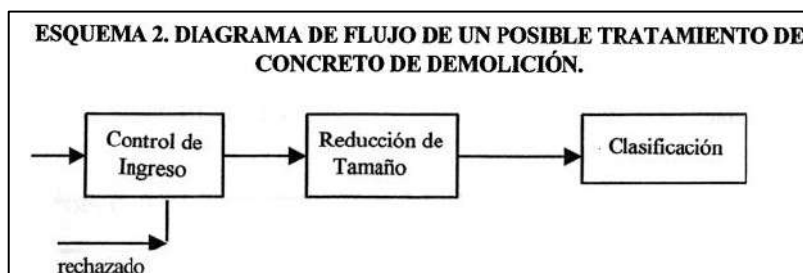 ESQUEMA 2. DIAGRAMA DE FLUJO DE UN POSIBLE TRATAMIENTO DE
CONCRETO DE DEMOLICIÓN.
Control de
Ingreso
Reducción de
Tamaño
Clasificación
rechazado